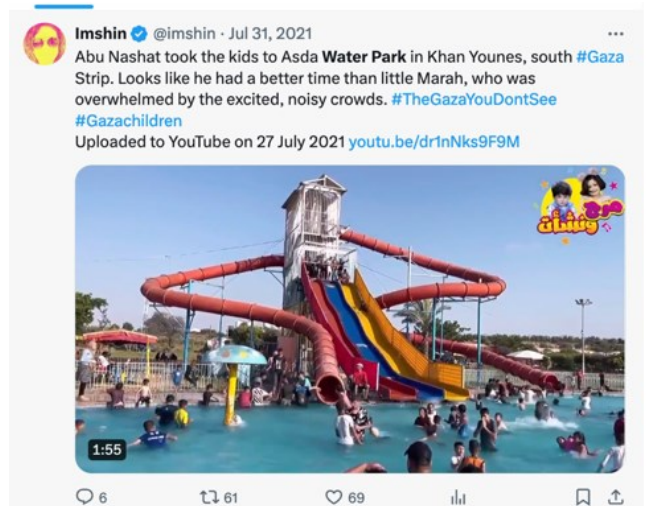 Imshin @imshin · Jul 31, 2021
Abu Nashat took the kids to Asda Water Park in Khan Younes, south #Gaza
Strip. Looks like he had a better time than little Marah, who was
overwhelmed by the excited, noisy crowds. #TheGazaYouDontSee
#Gazachildren
Uploaded to YouTube on 27 July 2021 youtu.be/dr1nNks9F9M
مرح
ونشأت
1:55
6 61 69